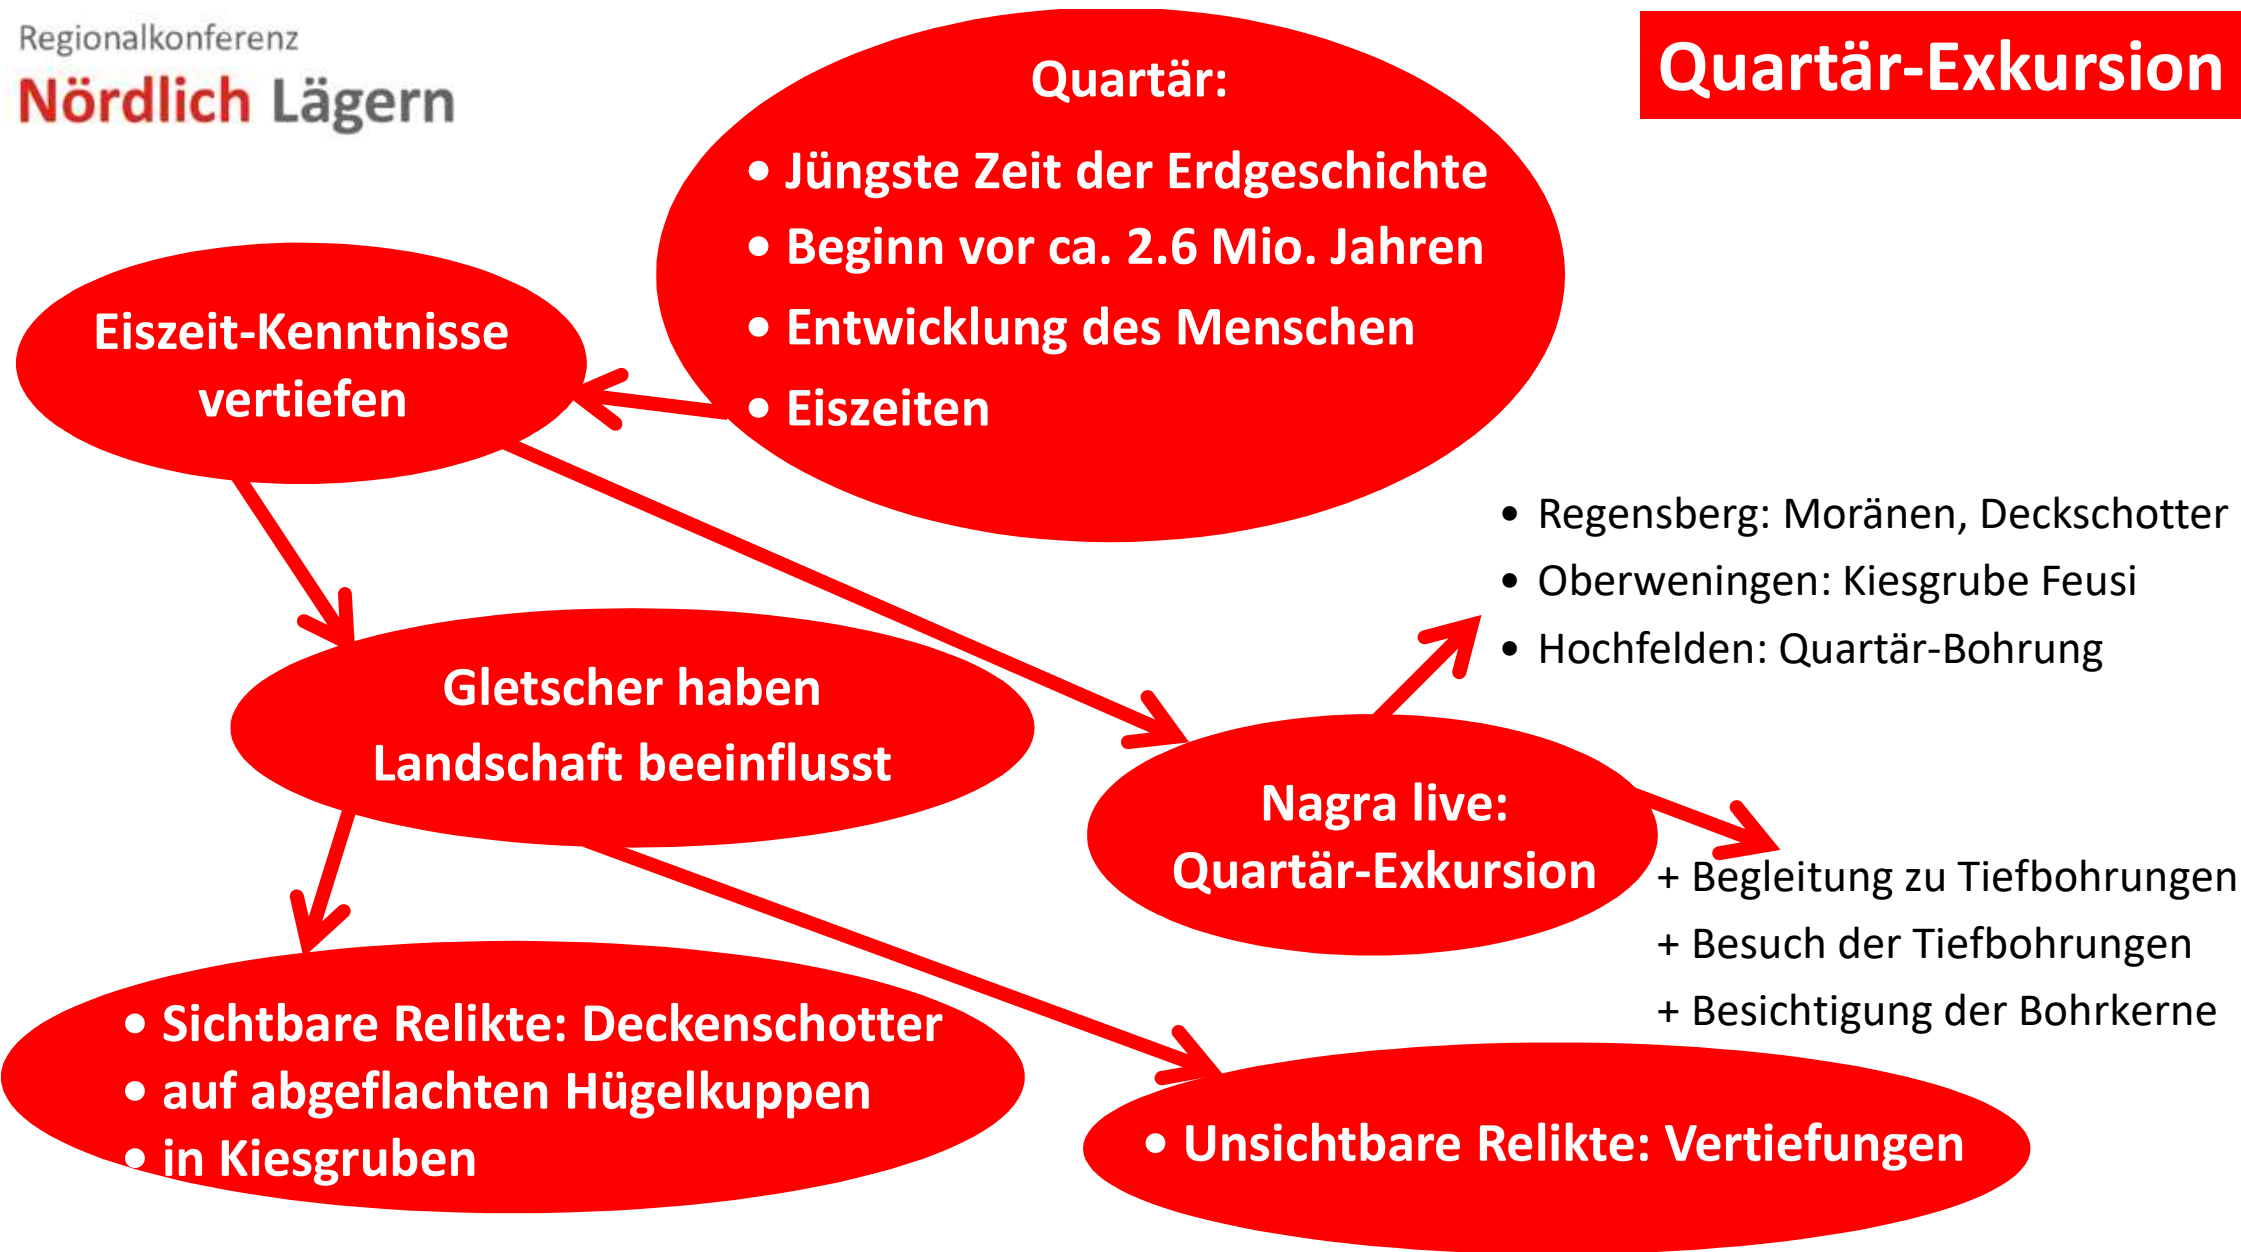 Regionalkonferenz
Nördlich Lägern
Quartär-Exkursion
Quartär:
• Jüngste Zeit der Erdgeschichte
• Beginn vor ca. 2.6 Mio. Jahren
• Entwicklung des Menschen
• Eiszeiten
Eiszeit-Kenntnisse
vertiefen
• Regensberg: Moränen, Deckschotter
• Oberweningen: Kiesgrube Feusi
• Hochfelden: Quartär-Bohrung
Gletscher haben
Landschaft beeinflusst
Nagra live:
Quartär-Exkursion
+ Begleitung zu Tiefbohrungen
+ Besuch der Tiefbohrungen
+ Besichtigung der Bohrkerne
• Sichtbare Relikte: Deckenschotter
• auf abgeflachten Hügelkuppen
• in Kiesgruben
• Unsichtbare Relikte: Vertiefungen